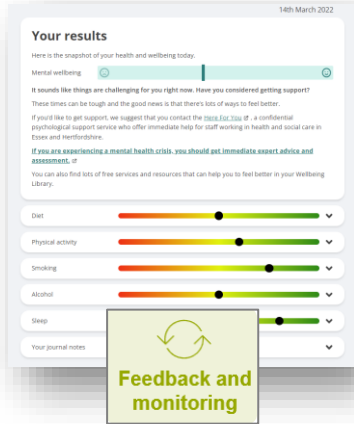 14th March 2022
Your results
Here is the snapshot of your health and wellbeing today.
Mental wellbeing
It sounds like things are challenging for you right now. Have you considered getting support?
These times can be tough and the good news is that there's lots of ways to feel better.
If you'd like to get support, we suggest that you contact the Here For You , a confidential
psychological support service who offer immediate help for staff working in health and social care in
Essex and Hertfordshire.
If you are experiencing a mental health crisis, you should get immediate expert advice and
assessment.
You can also find lots of free services and resources that can help you to feel better in your Wellbeing
Library.
Diet
Physical activity
Smoking
Alcohol
Sleep
Your journal notes
Feedback and
monitoring